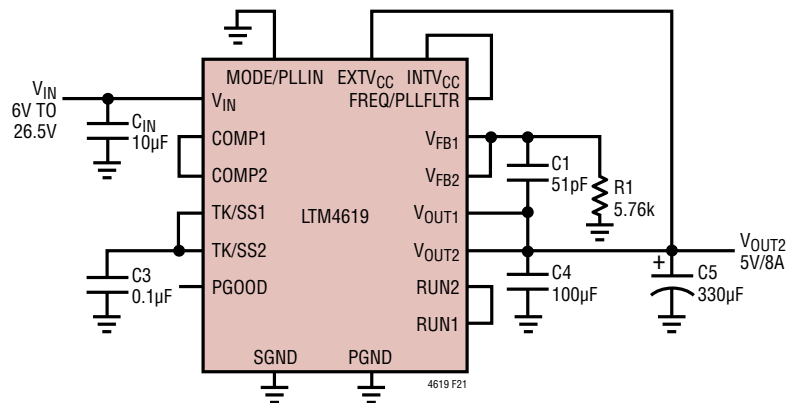 MODE/PLLIN EXTVCC INTVCC
FREQ/PLLFLTR
VIN
6V TO
26.5V
VIN
CIN
10µF
COMP1
COMP2
TK/SS1
TK/SS2
PGOOD
C3
0.1µF
LTM4619
VFB1
VFB2
VOUT1
VOUT2
RUN2
RUN1
C1
51pF
R1
5.76k
VOUT2
5V/8A
C4
100µF
+
C5
330µF
SGND PGND
4619 F21